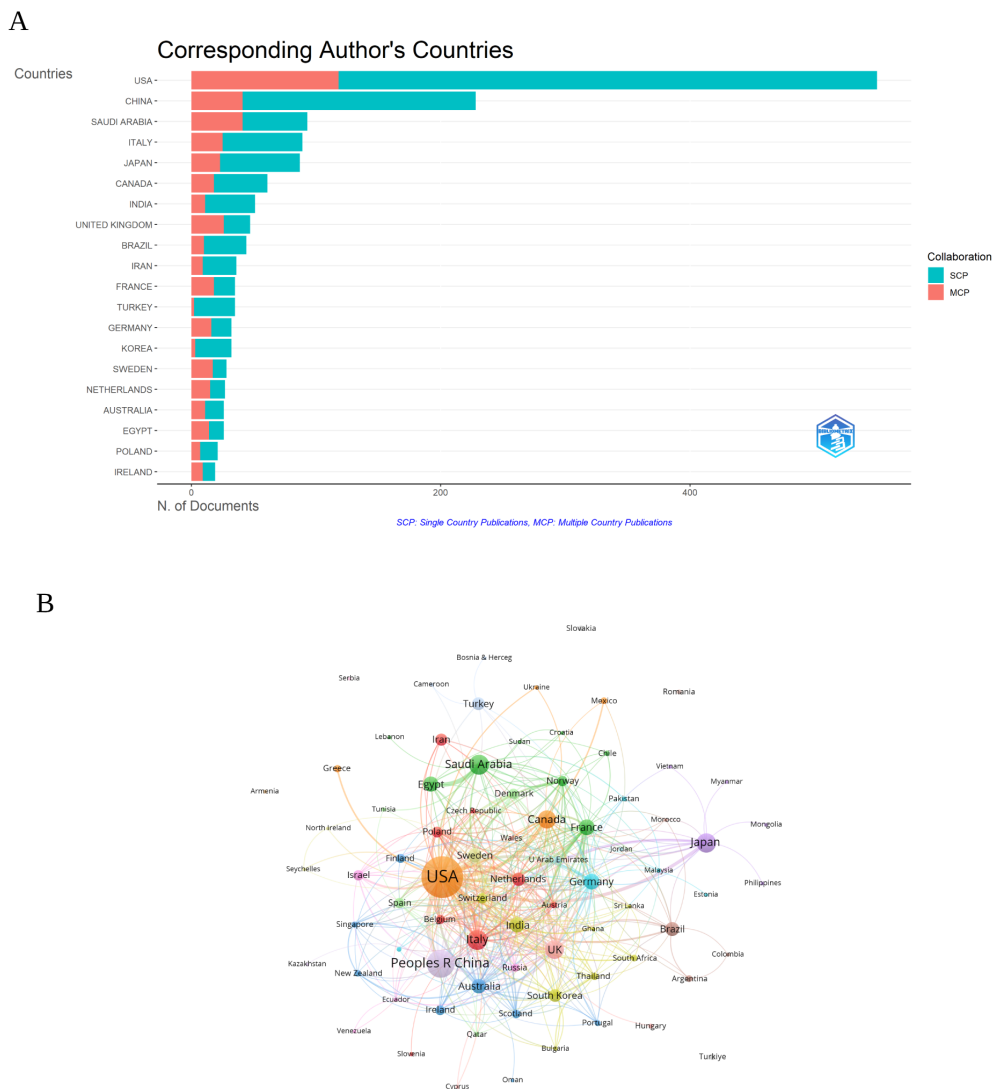 A
Corresponding Author's Countries
Countries
USA
CHINA
SAUDI ARABIA
ITALY
JAPAN
CANADA
INDIA
UNITED KINGDOM
BRAZIL
IRAN
FRANCE
TURKEY
GERMANY
KOREA
SWEDEN
NETHERLANDS
AUSTRALIA
EGYPT
POLAND
IRELAND
Collaboration
SCP
MCP
BIBLIOMETRIX
0 200 400
N. of Documents
SCP: Single Country Publications, MCP: Multiple Country Publications
B
Slovakia
Bosnia & Herceg
Serbia
Cameroon
Ukraine
Romania
Mexico
Turkey
Croatia
Lebanon
Iran
Sudan
Chile
Saudi Arabia
Vietnam
Greece
Norway
Myanmar
Egypt
Armenia
Denmark
Pakistan
Tunisia
Czech Republic
Canada
Morocco
Mongolia
North Ireland
Poland
Wales
France
Japan
Jordan
Sweden
Finland
U Arab Emirates
Seychelles
Israel
USA
Netherlands
Germany
Malaysia
Philippines
Estonia
Spain
Switzerland
Austria
Sri Lanka
Belgium
Singapore
India
Ghana
Brazil
Italy
UK
Colombia
South Africa
Kazakhstan
Peoples R China
Russia
New Zealand
Thailand
Argentina
Australia
South Korea
Ecuador
Ireland
Scotland
Portugal
Hungary
Venezuela
Qatar
Bulgaria
Slovenia
Turkiye
Oman
Cyprus